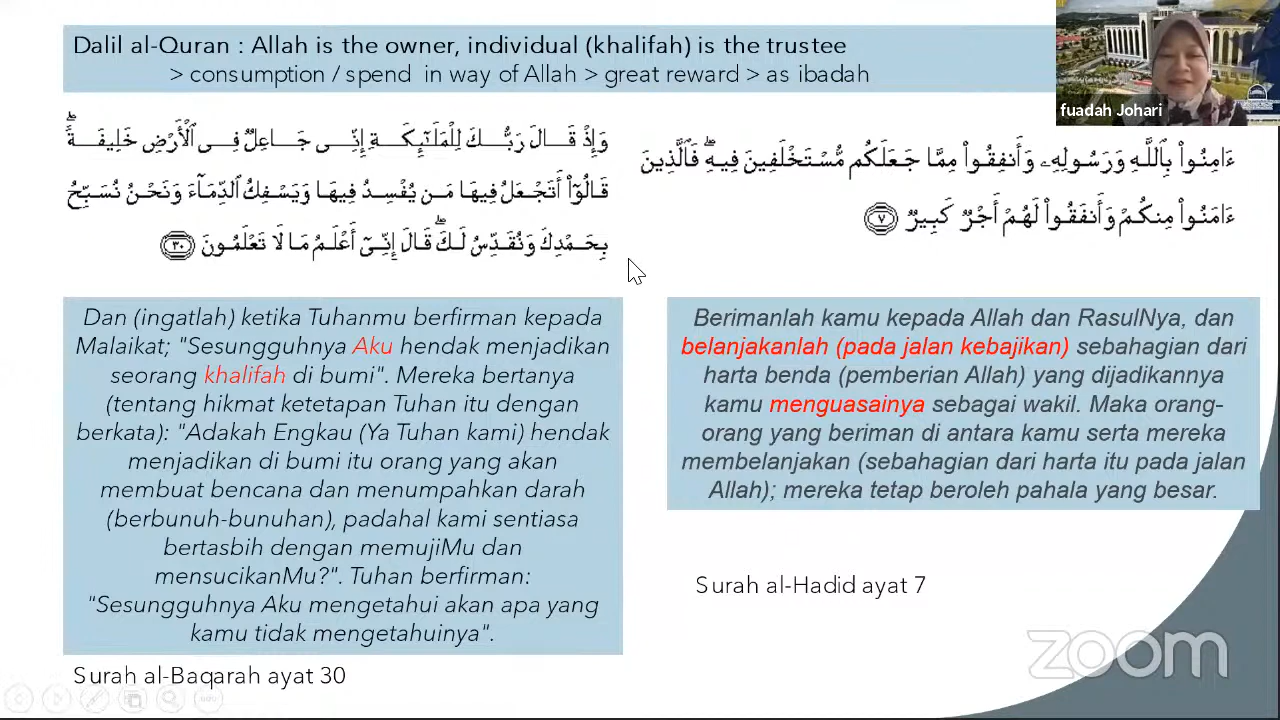 Dalil al-Quran : Allah is the owner, individual (khalifah) is the trustee
> consumption / spend in way of Allah > great reward > as ibadah
fuadah Johari
وَإِذْ قَالَ رَبُّكَ لِلْمَلَٰٓئِكَةِ إِنِّى جَاعِلٌ فِى ٱلْأَرْضِ خَلِيفَةً ۖ
قَالُوٓا۟ أَتَجْعَلُ فِيهَا مَن يُفْسِدُ فِيهَا وَيَسْفِكُ ٱلدِّمَآءَ وَنَحْنُ نُسَبِّحُ
بِحَمْدِكَ وَنُقَدِّسُ لَكَ ۖ قَالَ إِنِّىٓ أَعْلَمُ مَا لَا تَعْلَمُونَ ٣٠
ءَامِنُوا۟ بِٱللَّهِ وَرَسُولِهِۦ وَأَنفِقُوا۟ مِمَّا جَعَلَكُم مُّسْتَخْلَفِينَ فِيهِ ۖ فَٱلَّذِينَ
ءَامَنُوا۟ مِنكُمْ وَأَنفَقُوا۟ لَهُمْ أَجْرٌ كَبِيرٌ ٧
Dan (ingatlah) ketika Tuhanmu berfirman kepada
Malaikat; "Sesungguhnya Aku hendak menjadikan
seorang khalifah di bumi". Mereka bertanya
(tentang hikmat ketetapan Tuhan itu dengan
berkata): "Adakah Engkau (Ya Tuhan kami) hendak
menjadikan di bumi itu orang yang akan
membuat bencana dan menumpahkan darah
(berbunuh-bunuhan), padahal kami sentiasa
bertasbih dengan memujiMu dan
mensucikanMu?". Tuhan berfirman:
"Sesungguhnya Aku mengetahui akan apa yang
kamu tidak mengetahuinya".
Surah al-Baqarah ayat 30
Berimanlah kamu kepada Allah dan RasulNya, dan
belanjakanlah (pada jalan kebajikan) sebahagian dari
harta benda (pemberian Allah) yang dijadikannya
kamu menguasainya sebagai wakil. Maka orang-
orang yang beriman di antara kamu serta mereka
membelanjakan (sebahagian dari harta itu pada jalan
Allah); mereka tetap beroleh pahala yang besar.
Surah al-Hadid ayat 7
zoom